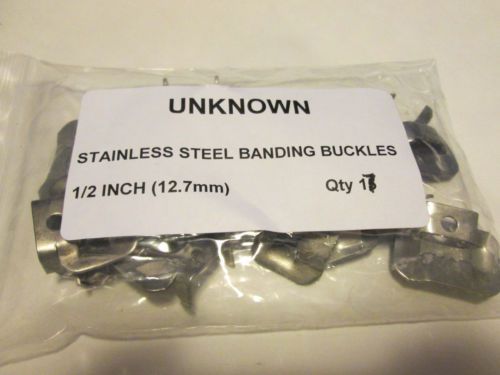 UNKNOWN
STAINLESS STEEL BANDING BUCKLES
1/2 INCH (12.7mm) Qty